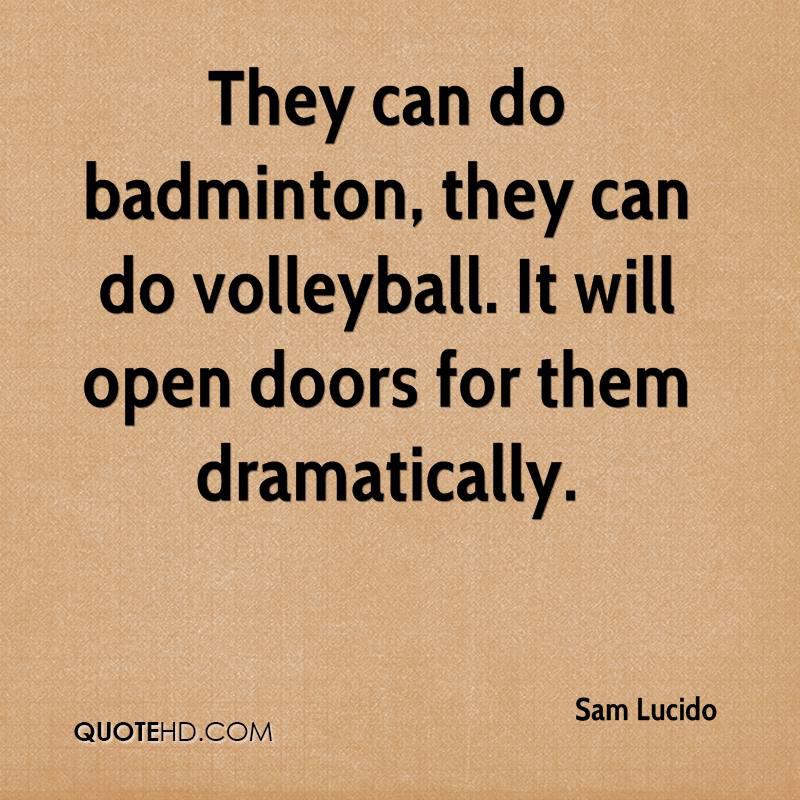 They can do
badminton, they can
do volleyball. It will
open doors for them
dramatically.
Sam Lucido
QUOTEHD.COM